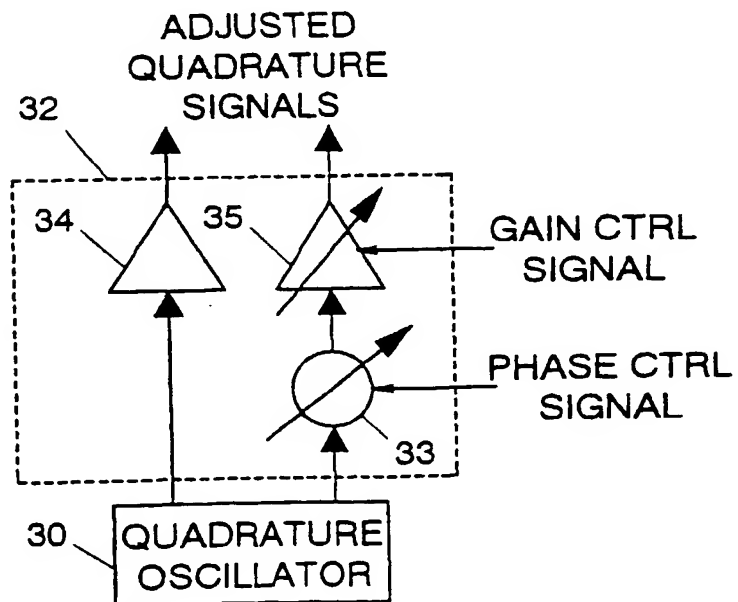 ADJUSTED
QUADRATURE
SIGNALS
32
34
35
GAIN CTRL
SIGNAL
PHASE CTRL
SIGNAL
33
30
QUADRATURE
OSCILLATOR